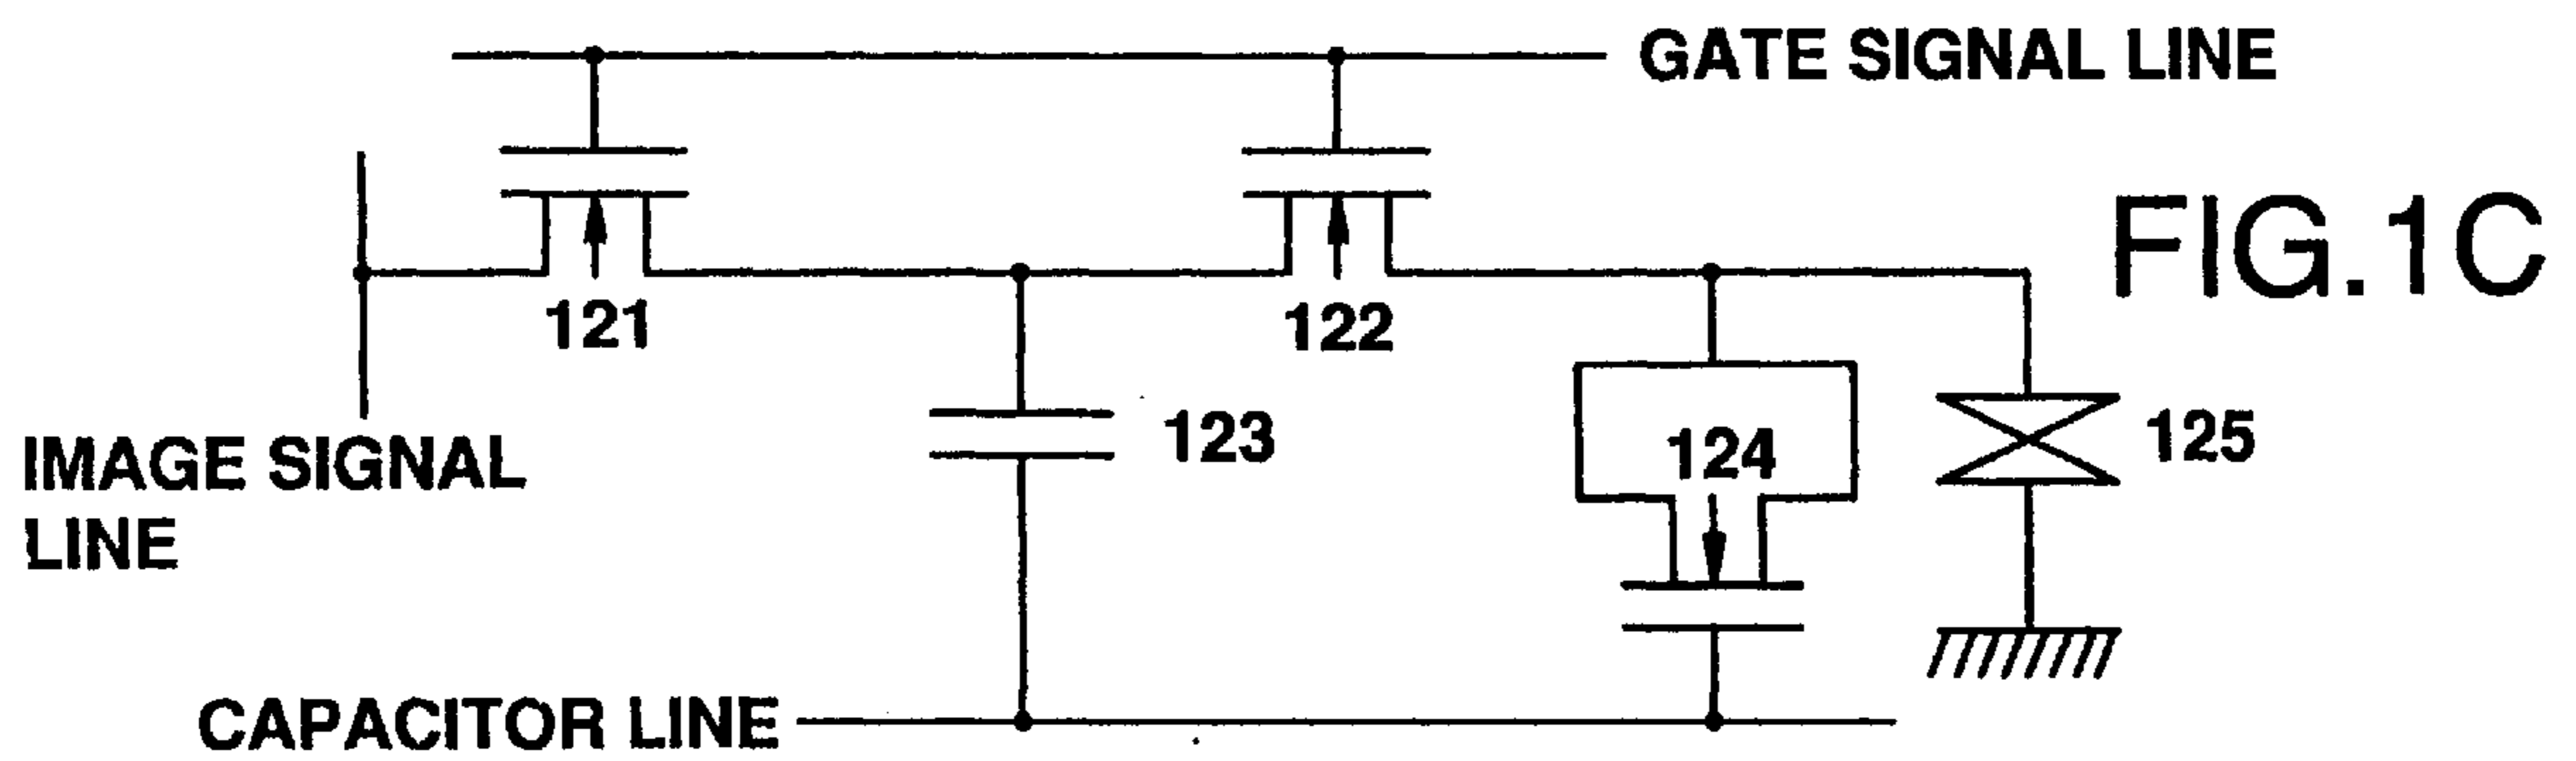 GATE SIGNAL LINE
FIG.1C
121
122
IMAGE SIGNAL
LINE
123
124
125
CAPACITOR LINE